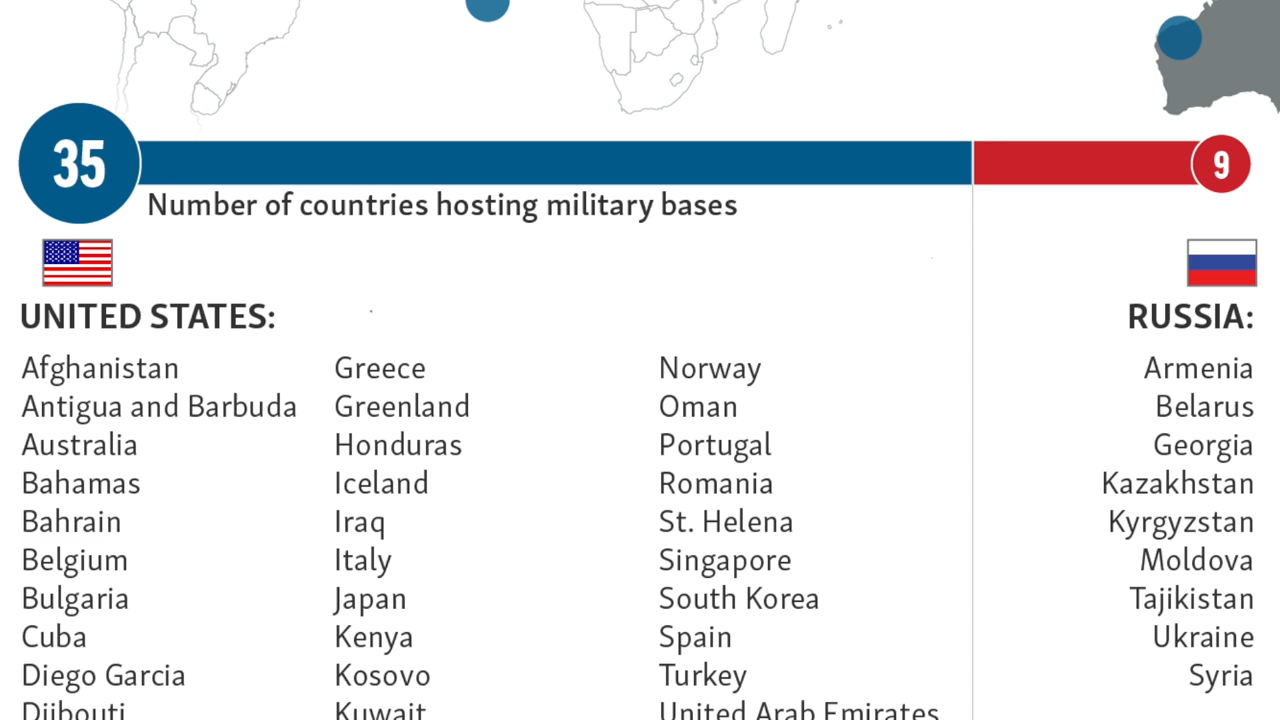 35
9
Number of countries hosting military bases
UNITED STATES:
Afghanistan
Antigua and Barbuda
Australia
Bahamas
Bahrain
Belgium
Bulgaria
Cuba
Diego Garcia
Djibouti
Greece
Greenland
Honduras
Iceland
Iraq
Italy
Japan
Kenya
Kosovo
Kuwait
Norway
Oman
Portugal
Romania
St. Helena
Singapore
South Korea
Spain
Turkey
United Arab Emirates
RUSSIA:
Armenia
Belarus
Georgia
Kazakhstan
Kyrgyzstan
Moldova
Tajikistan
Ukraine
Syria